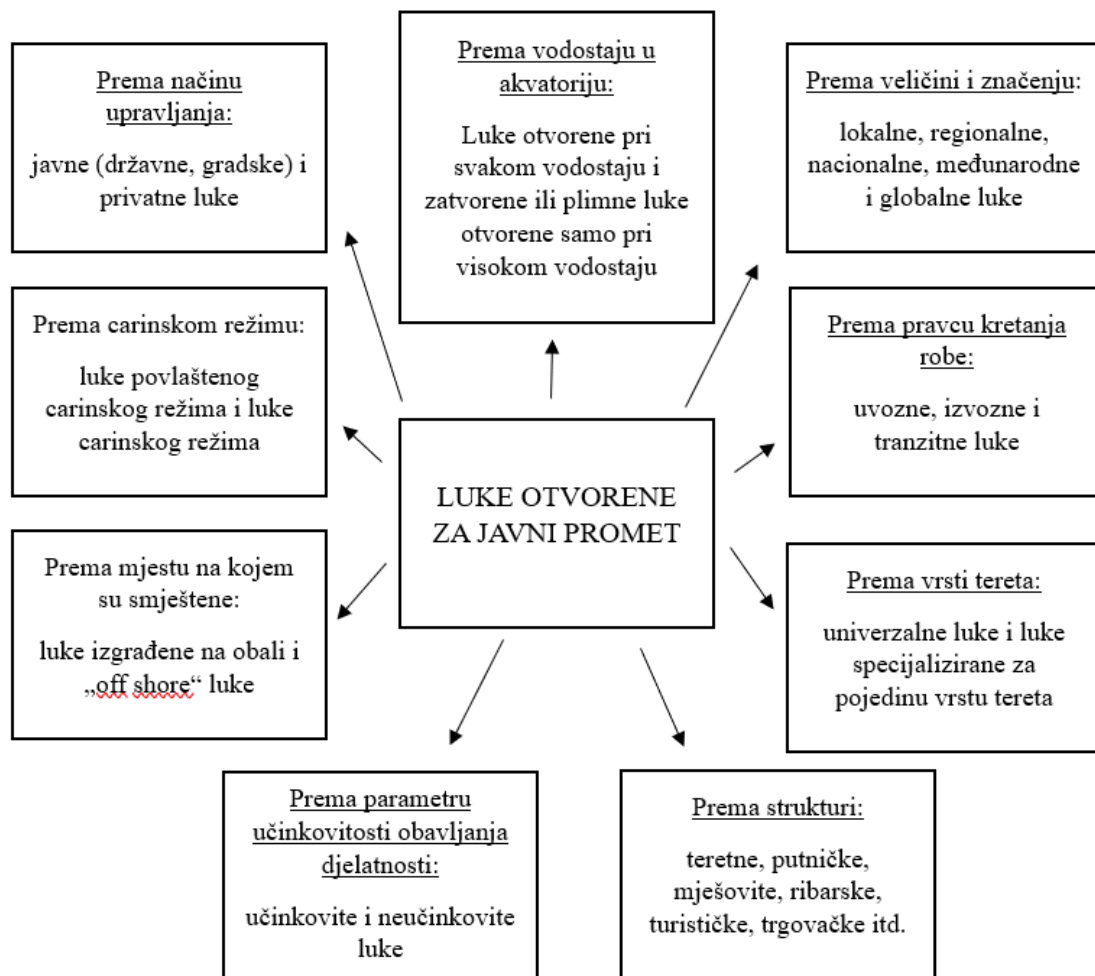 Prema načinu
upravljanja:
javne (državne, gradske) i
privatne luke
Prema vodostaju u
akvatoriju:
Luke otvorene pri
svakom vodostaju i
zatvorene ili plimne luke
otvorene samo pri
visokom vodostaju
Prema veličini i značenju:
lokalne, regionalne,
nacionalne, međunarodne
i globalne luke
Prema carinskom režimu:
luke povlaštenog
carinskog režima i luke
carinskog režima
Prema pravcu kretanja
robe:
uvozne, izvozne i
tranzitne luke
LUKE OTVORENE
ZA JAVNI PROMET
Prema mjestu na kojem
su smještene:
luke izgrađene na obali i
„off shore“ luke
Prema vrsti tereta:
univerzalne luke i luke
specijalizirane za
pojedinu vrstu tereta
Prema parametru
učinkovitosti obavljanja
djelatnosti:
učinkovite i neučinkovite
luke
Prema strukturi:
teretne, putničke,
mješovite, ribarske,
turističke, trgovačke itd.